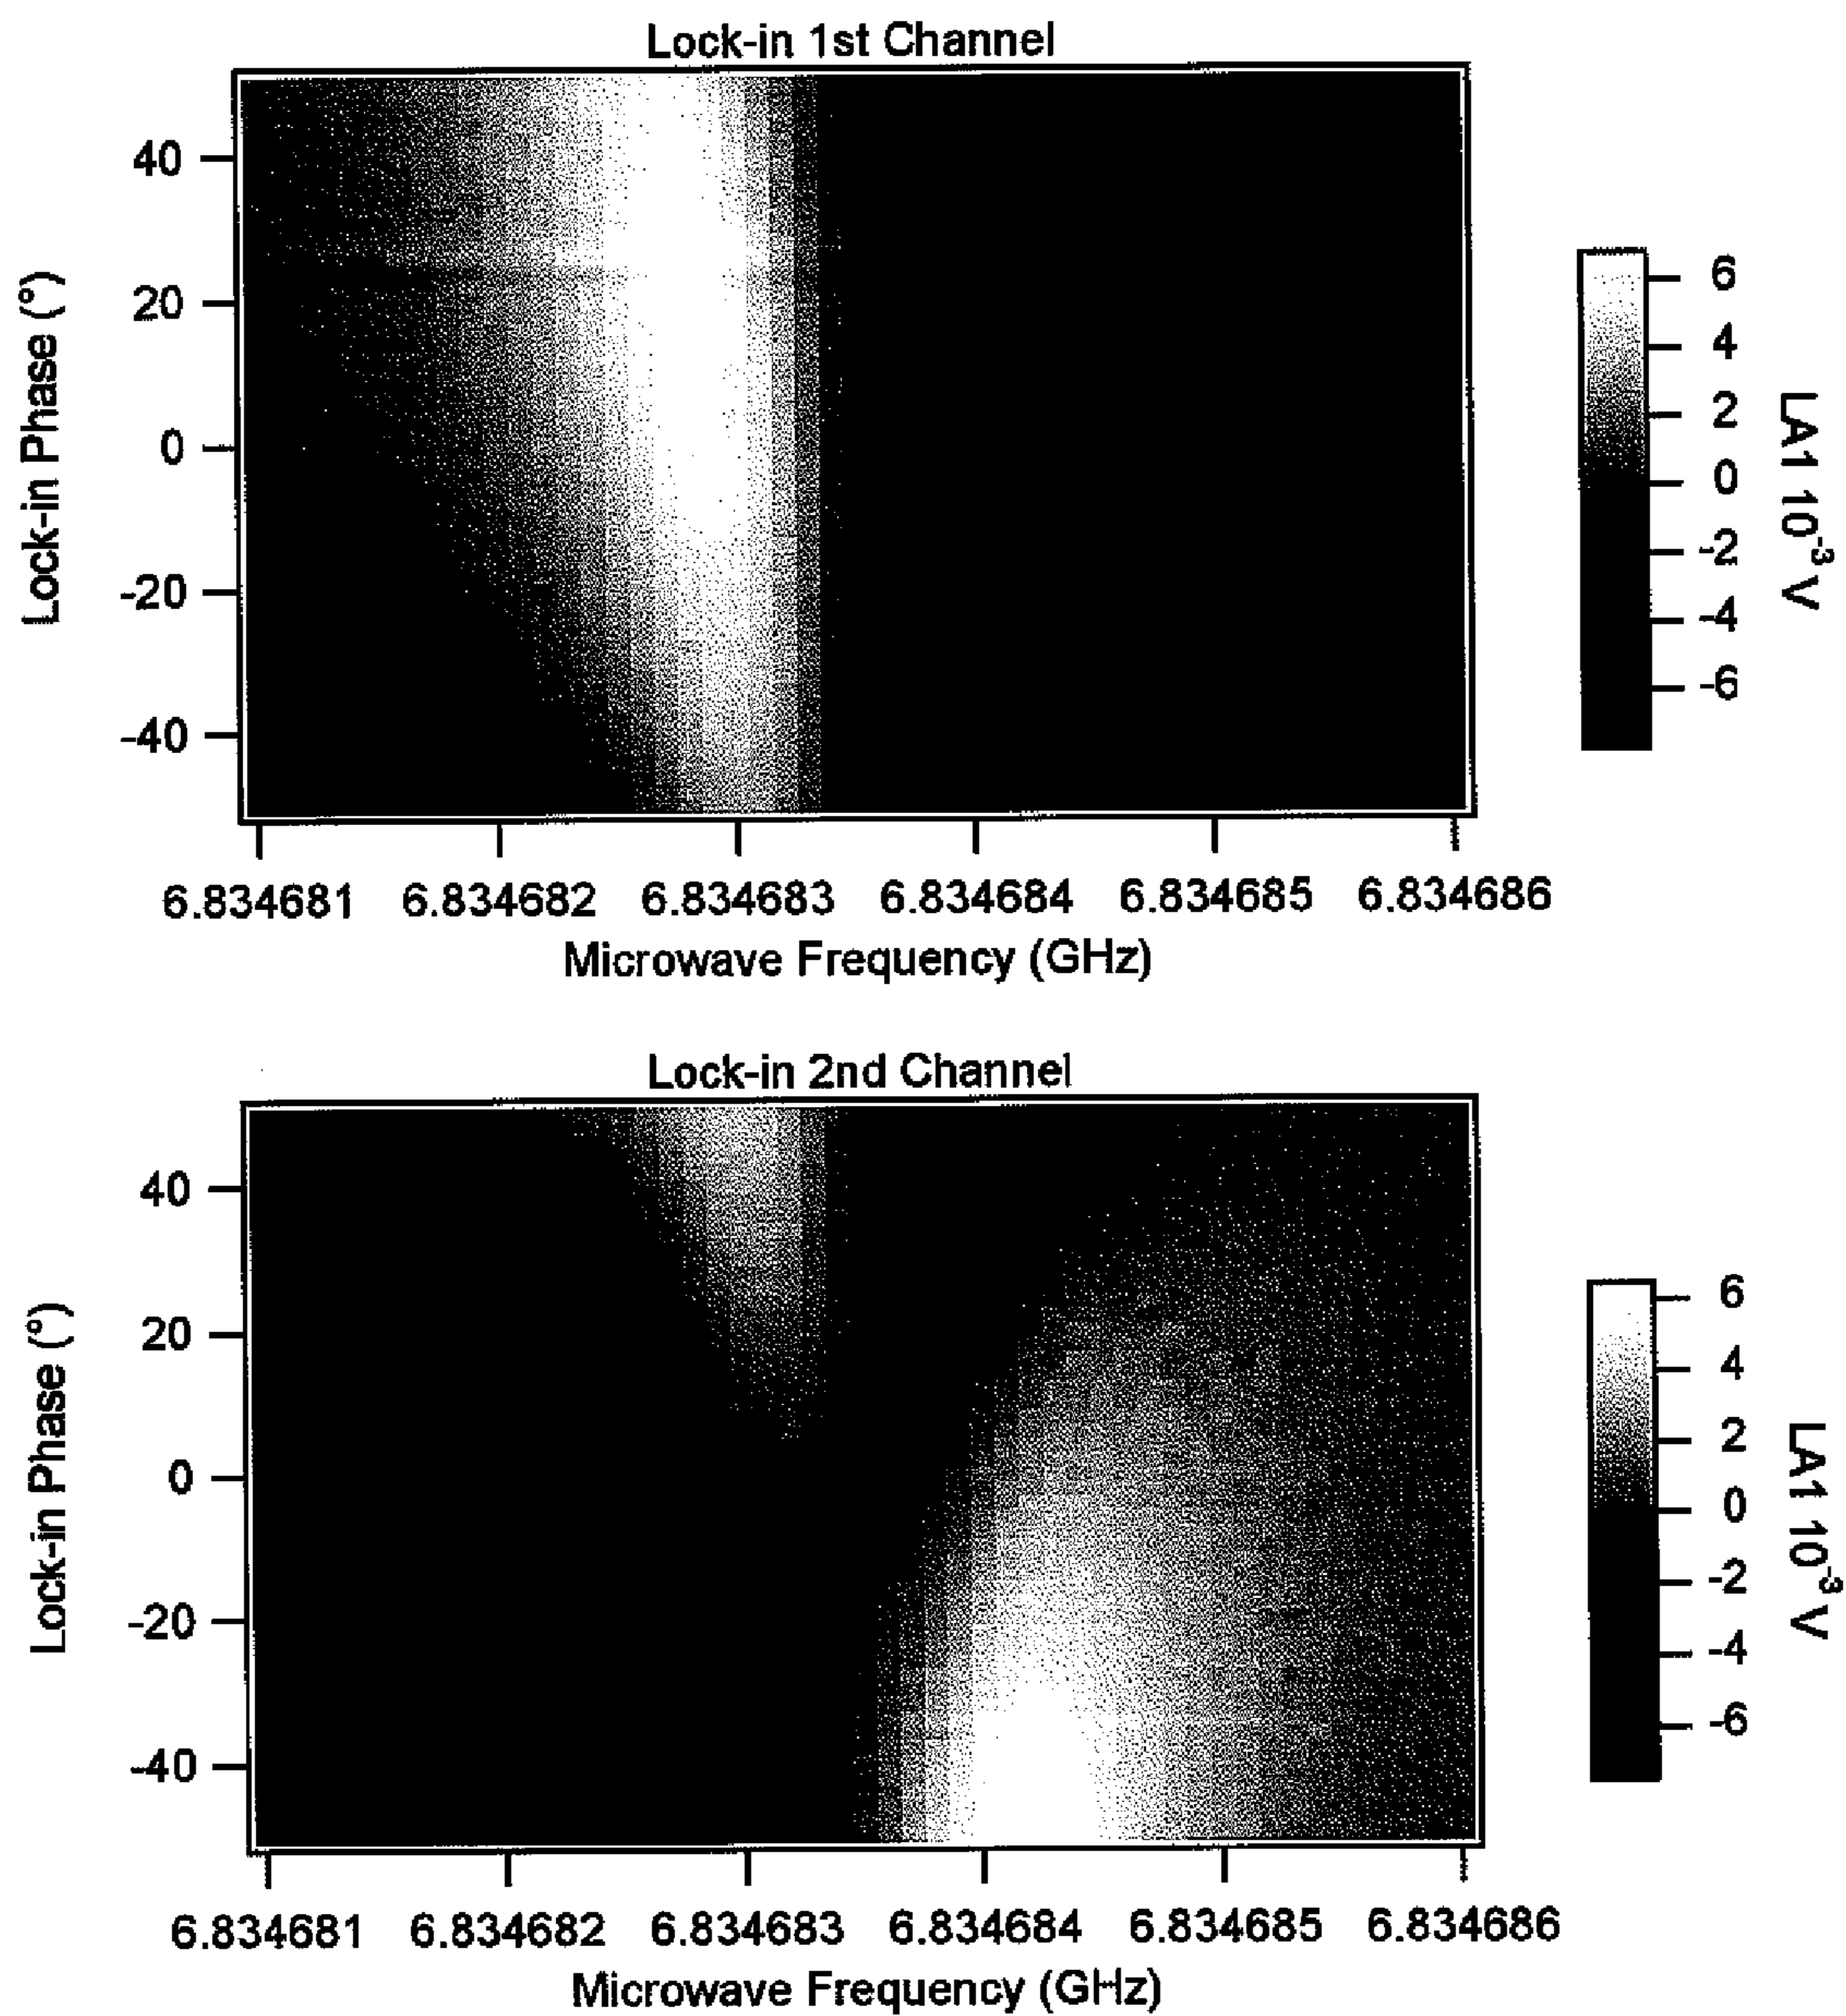 Lock-in 1st Channel
Lock-in Phase (°)
40
20
0
-20
-40
6.834681 6.834682 6.834683 6.834684 6.834685 6.834686
Microwave Frequency (GHz)
6
4
2
0
-2
-4
-6
LA1 10-3 V
Lock-in 2nd Channel
Lock-in Phase (°)
40
20
0
-20
-40
6.834681 6.834682 6.834683 6.834684 6.834685 6.834686
Microwave Frequency (GHz)
6
4
2
0
-2
-4
-6
LA1 10-3 V